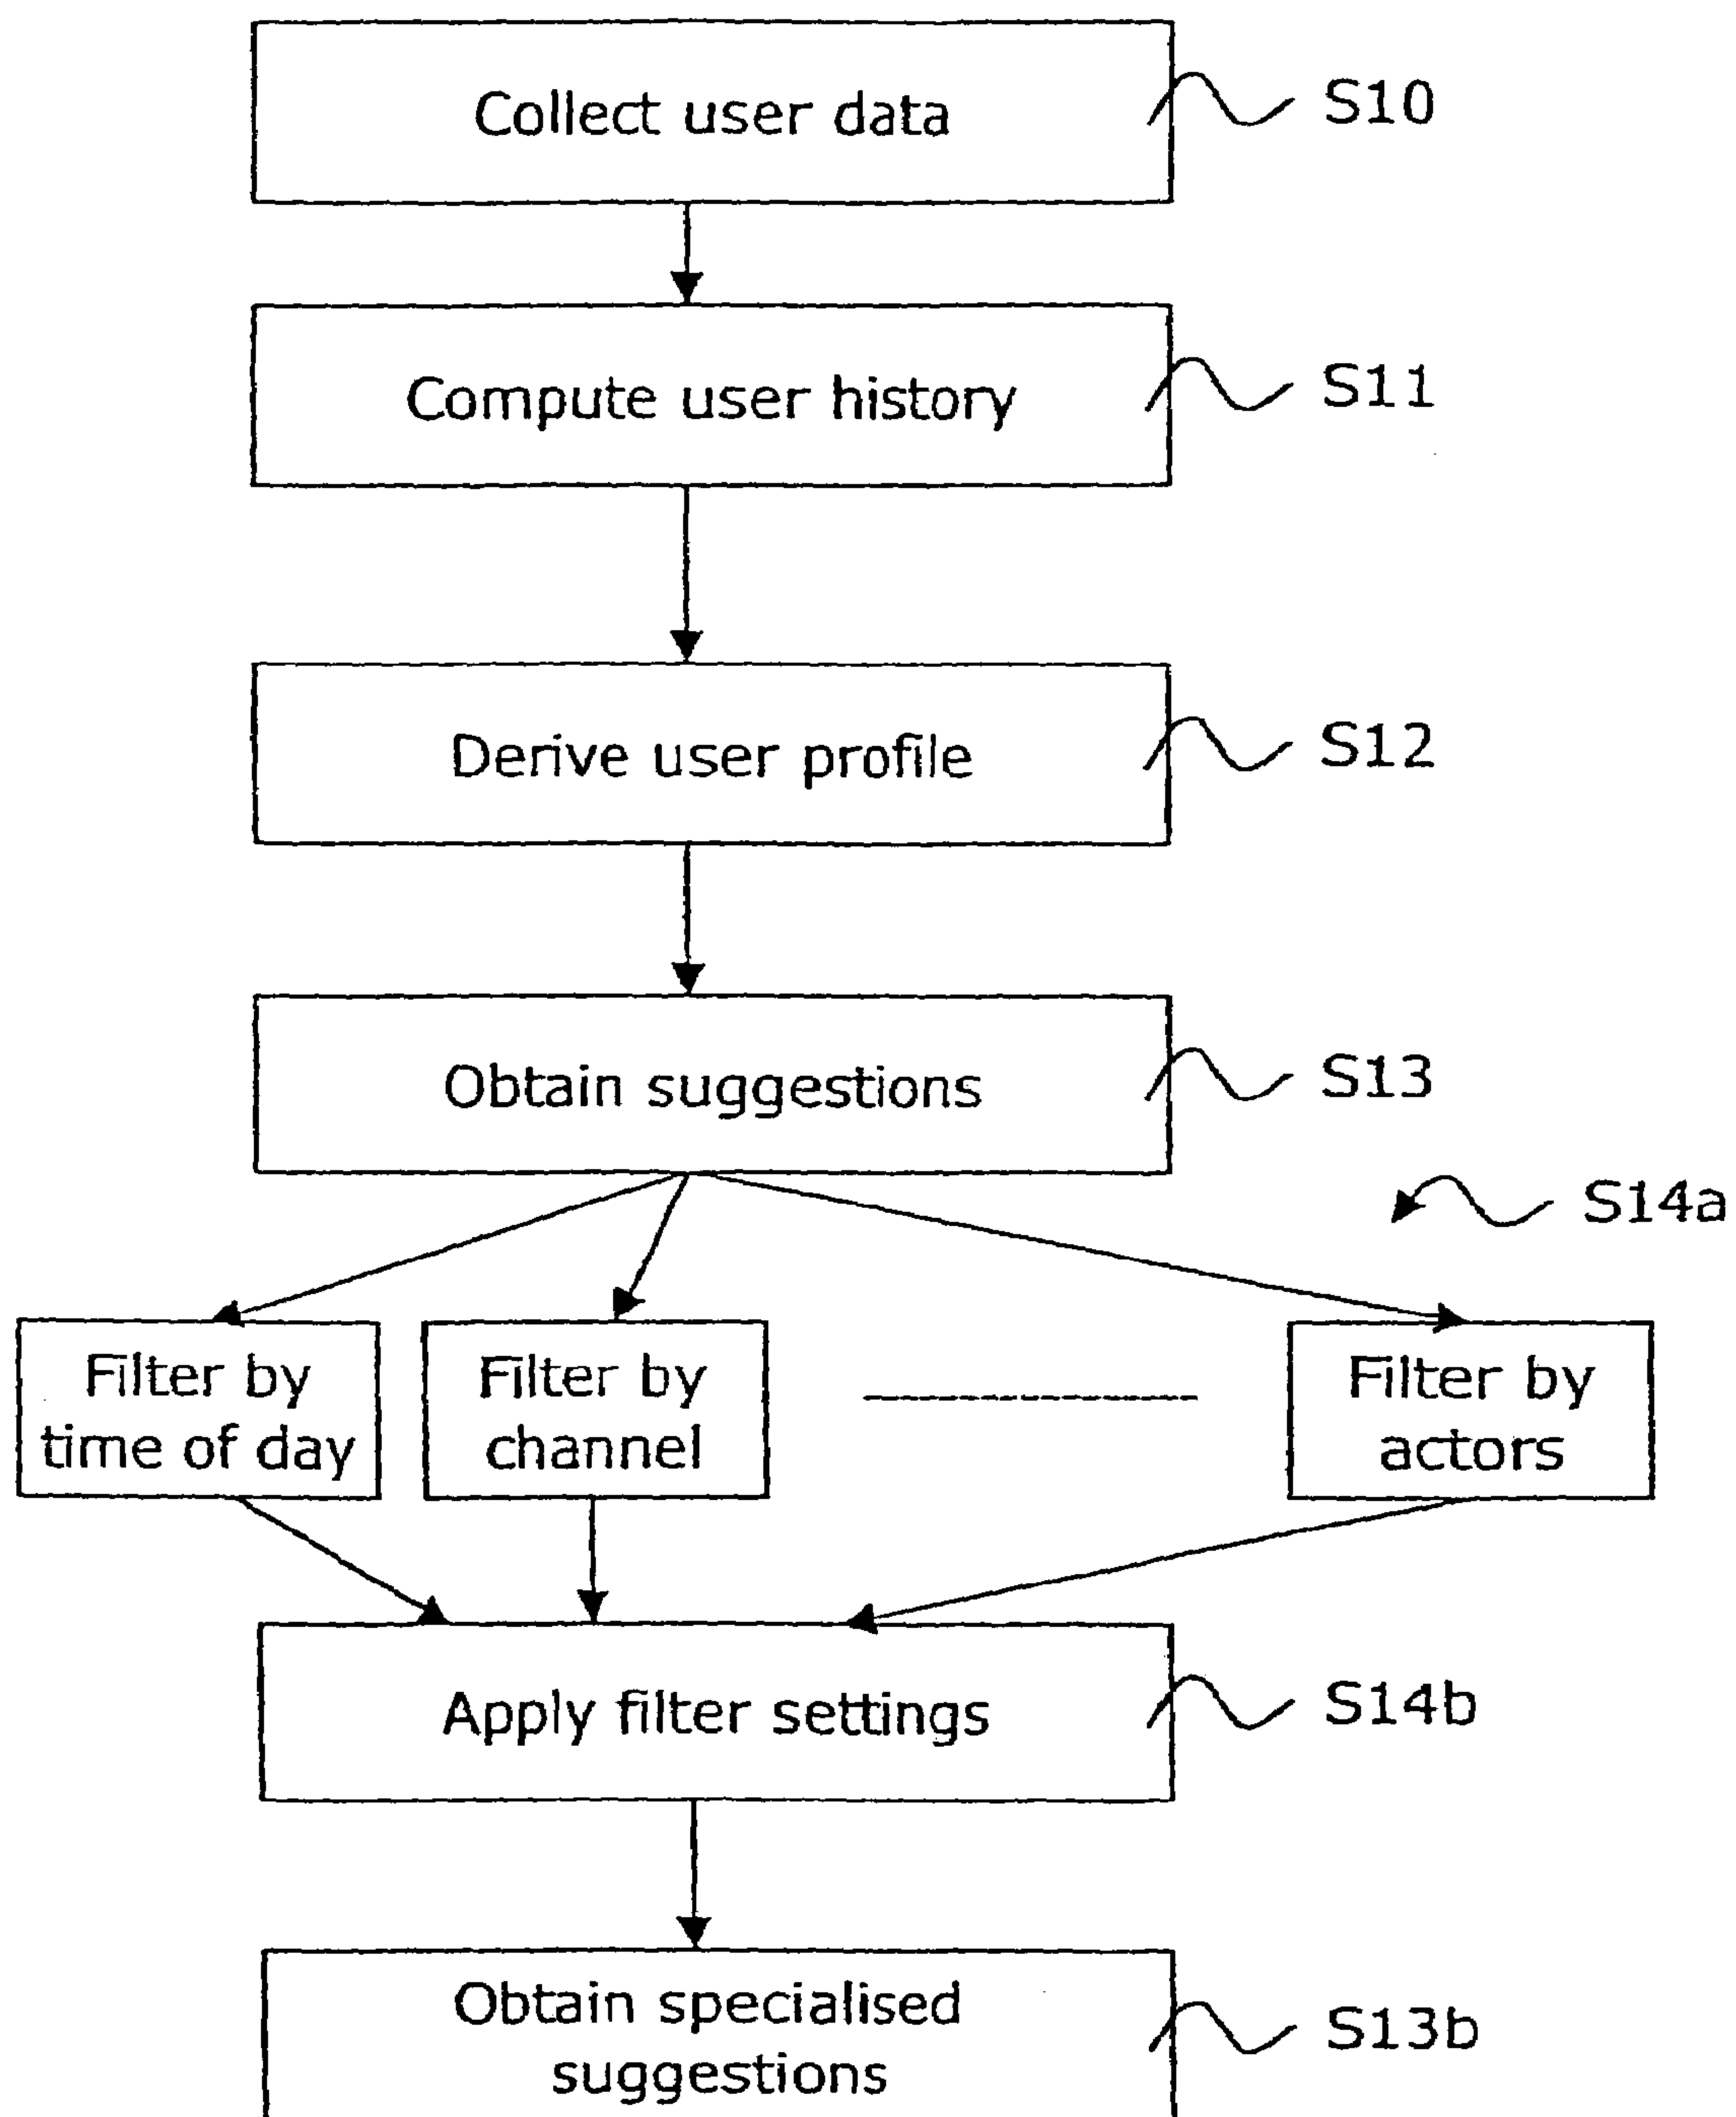 Collect user data
S10
Compute user history
S11
Derive user profile
S12
Obtain suggestions
S13
S14a
Filter by
time of day
Filter by
channel
Filter by
actors
Apply filter settings
S14b
Obtain specialised
suggestions
S13b